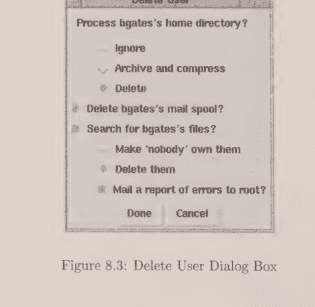 Delete User
Process bgates's home directory?
Ignore
Archive and compress
Delete
Delete bgates's mail spool?
Search for bgates's files?
Make 'nobody' own them
Delete them
Mail a report of errors to root?
Done Cancel
Figure 8.3: Delete User Dialog Box